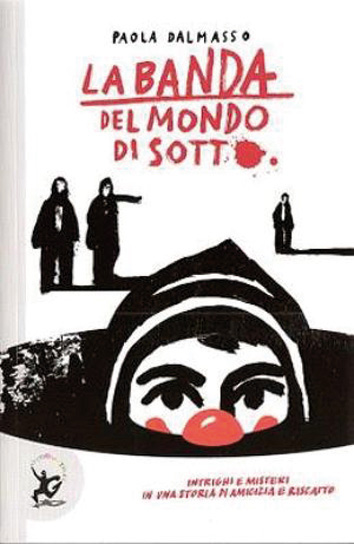 PAOLA DALMASSO
LA BANDA
DEL MONDO
DI SOTTO.
INTRIGHI E MISTERI
IN UNA STORIA DI AMICIZIA E RISCATTO